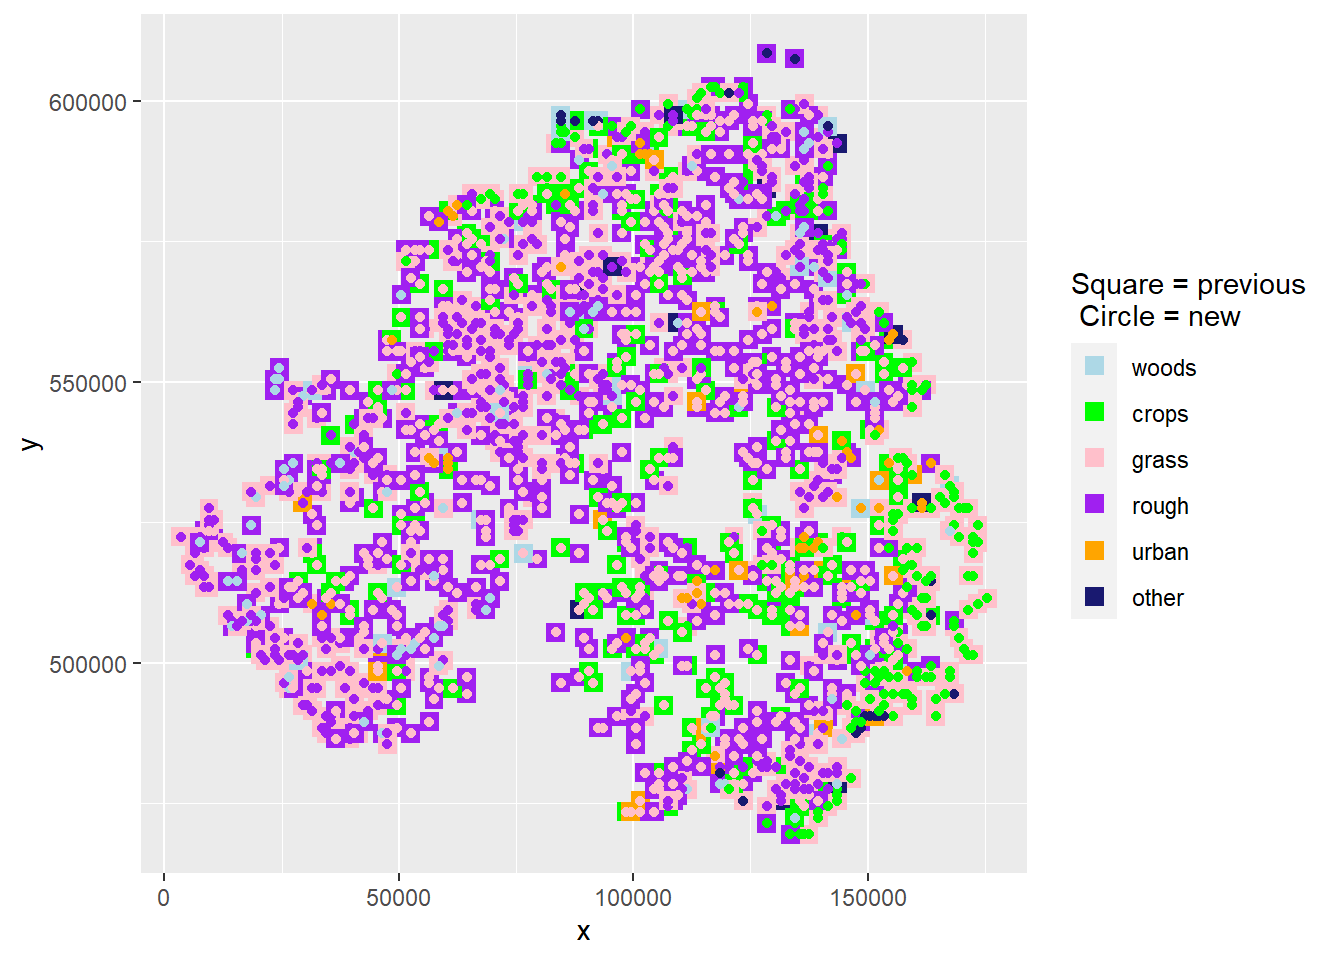 600000
550000
500000
y
0
50000
100000
150000
x
Square = previous
Circle = new
woods
crops
grass
rough
urban
other